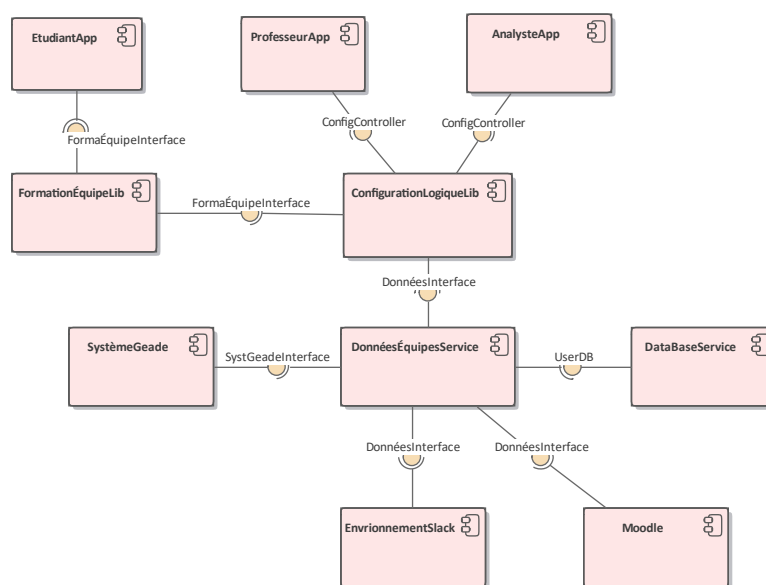 EtudiantApp
ProfesseurApp
AnalysteApp
ConfigController
ConfigController
FormaÉquipeInterface
FormationÉquipeLib
FormaÉquipeInterface
ConfigurationLogiqueLib
DonnéesInterface
SystèmeGeade
SystGeadeInterface
DonnéesÉquipesService
UserDB
DataBaseService
DonnéesInterface
DonnéesInterface
EnvrionnementSlack
Moodle